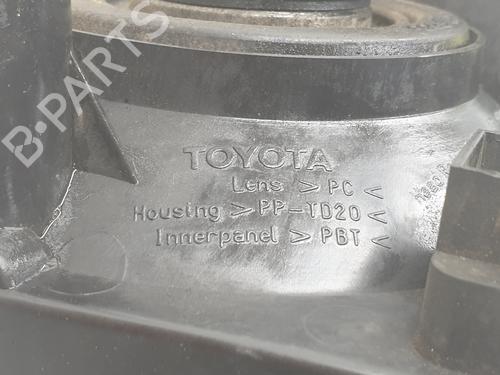 B-PARTS
TOYOTA
Lens > PC <
Housing > PP-TD20 <
Innerpanel > PBT <